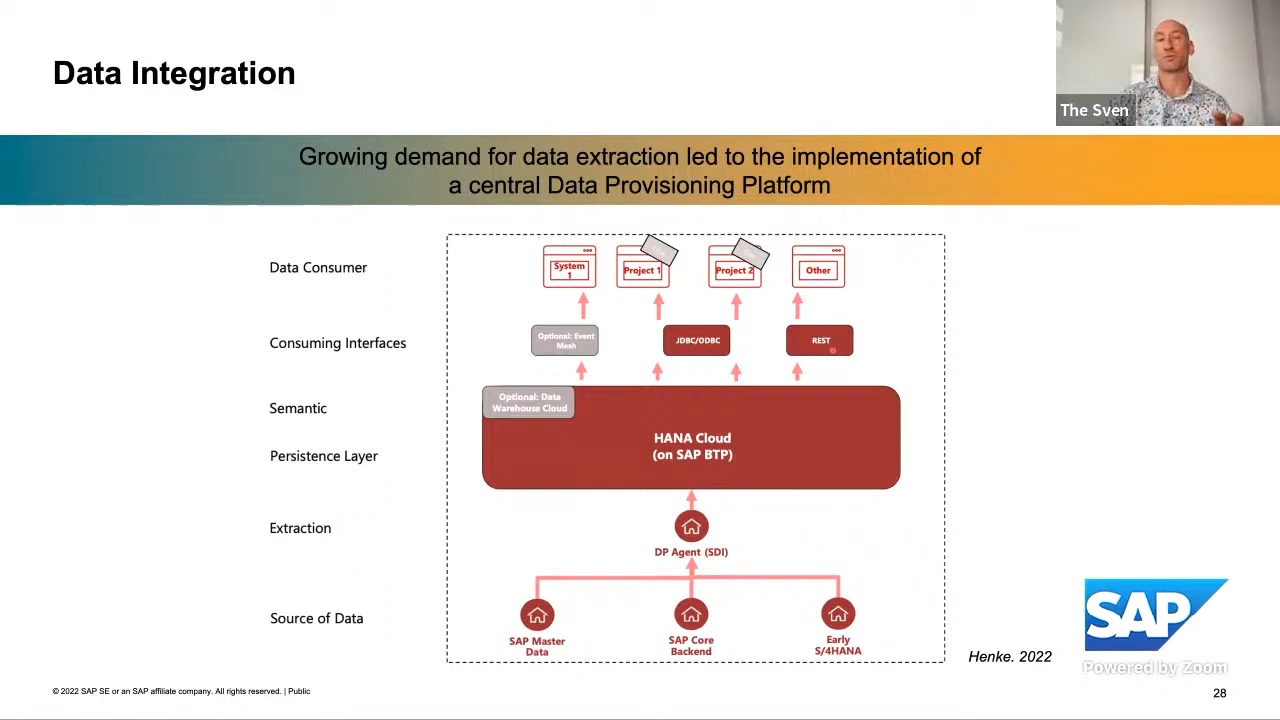 Data Integration
The Sven
Growing demand for data extraction led to the implementation of
a central Data Provisioning Platform
Data Consumer
System
1
Project 1
Project 2
Other
Consuming Interfaces
Optional: Event
Mesh
JDBC/ODBC
REST
Semantic
Optional: Data
Warehouse Cloud
HANA Cloud
(on SAP BTP)
Persistence Layer
Extraction
DP Agent (SDI)
Source of Data
SAP Master
Data
SAP Core
Backend
Early
S/4HANA
Henke. 2022
SAP
Powered by Zoom
© 2022 SAP SE or an SAP affiliate company. All rights reserved. | Public
28